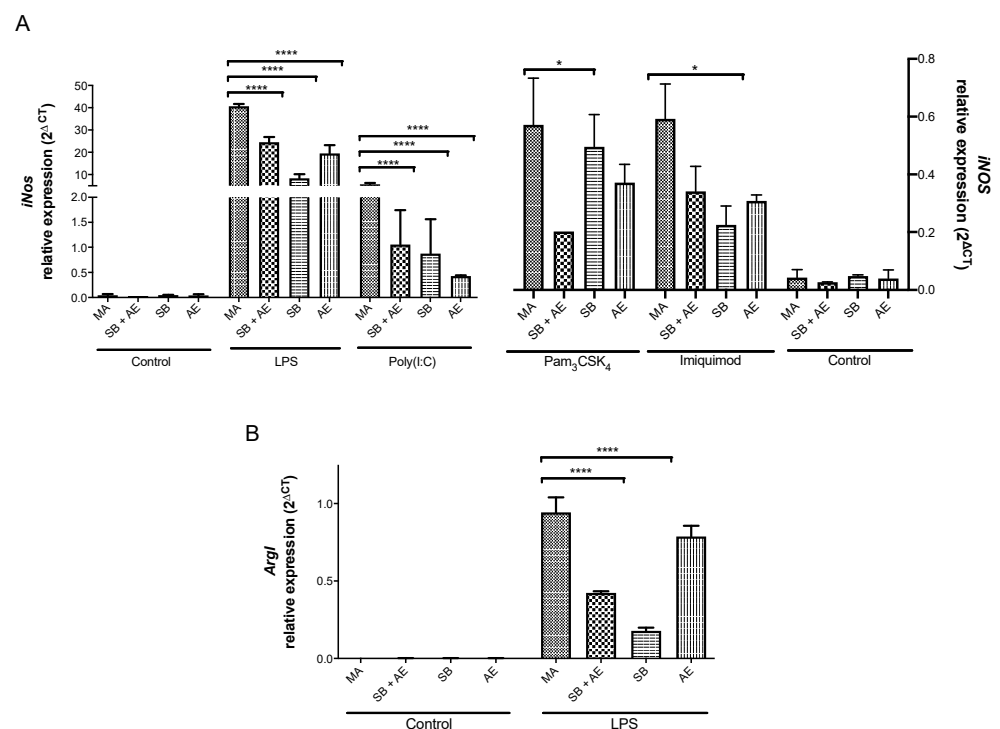 A
iNos
relative expression (2^ΔCT)
50
40
30
20
10
2.0
1.5
1.0
0.5
0.0
**** 
****
****
****
****
****
MA
SB + AE
SB
AE
MA
SB + AE
SB
AE
MA
SB + AE
SB
AE
Control
LPS
Poly(I:C)
*
*
0.8
0.6
0.4
0.2
0.0
iNOS
relative expression (2^ΔCT)
MA
SB + AE
SB
AE
MA
SB + AE
SB
AE
MA
SB + AE
SB
AE
Pam₃CSK₄
Imiquimod
Control
B
ArgI
relative expression (2^ΔCT)
1.0
0.5
0.0
****
****
MA
SB + AE
SB
AE
MA
SB + AE
SB
AE
Control
LPS